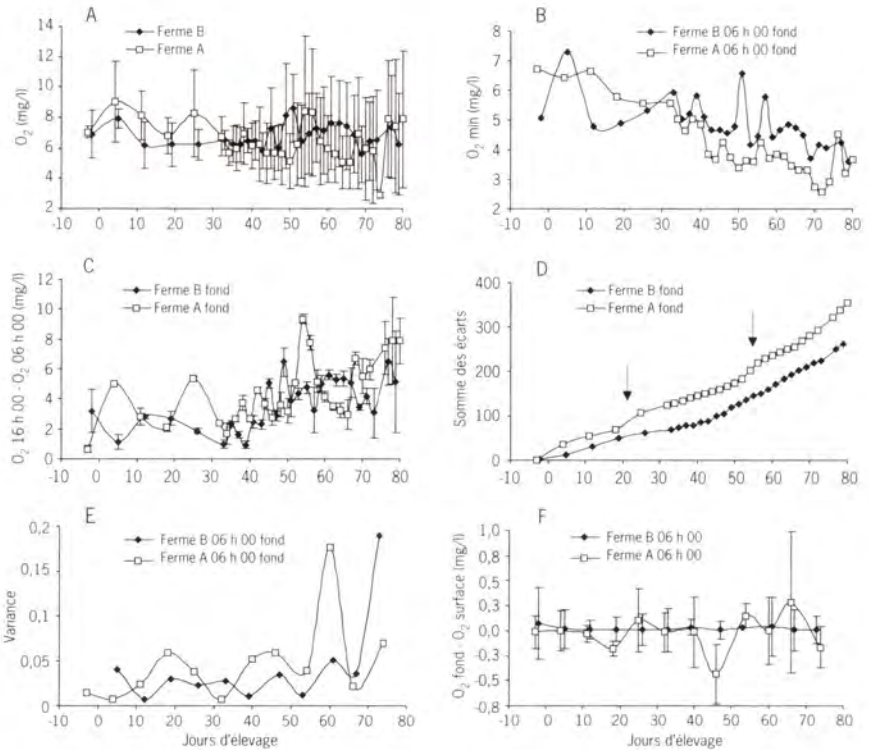 A
Ferme B
Ferme A
O₂ (mg/l)
14
12
10
8
6
4
2
-10 0 10 20 30 40 50 60 70 80
B
Ferme B 06 h 00 fond
Ferme A 06 h 00 fond
O₂ min (mg/l)
8
7
6
5
4
3
2
-10 0 10 20 30 40 50 60 70 80
C
Ferme B fond
Ferme A fond
O₂ 16 h 00 - O₂ 06 h 00 (mg/l)
12
10
8
6
4
2
0
-10 0 10 20 30 40 50 60 70 80
D
Ferme B fond
Ferme A fond
Somme des écarts
400
300
200
100
0
-10 0 10 20 30 40 50 60 70 80
E
Ferme B 06 h 00 fond
Ferme A 06 h 00 fond
Variance
0,2
0,15
0,1
0,05
0
-10 0 10 20 30 40 50 60 70 80
Jours d'élevage
F
Ferme B 06 h 00
Ferme A 06 h 00
O₂ fond - O₂ surface (mg/l)
1,0
0,8
0,5
0,3
0,0
-0,3
-0,5
-0,8
-10 0 10 20 30 40 50 60 70 80
Jours d'élevage